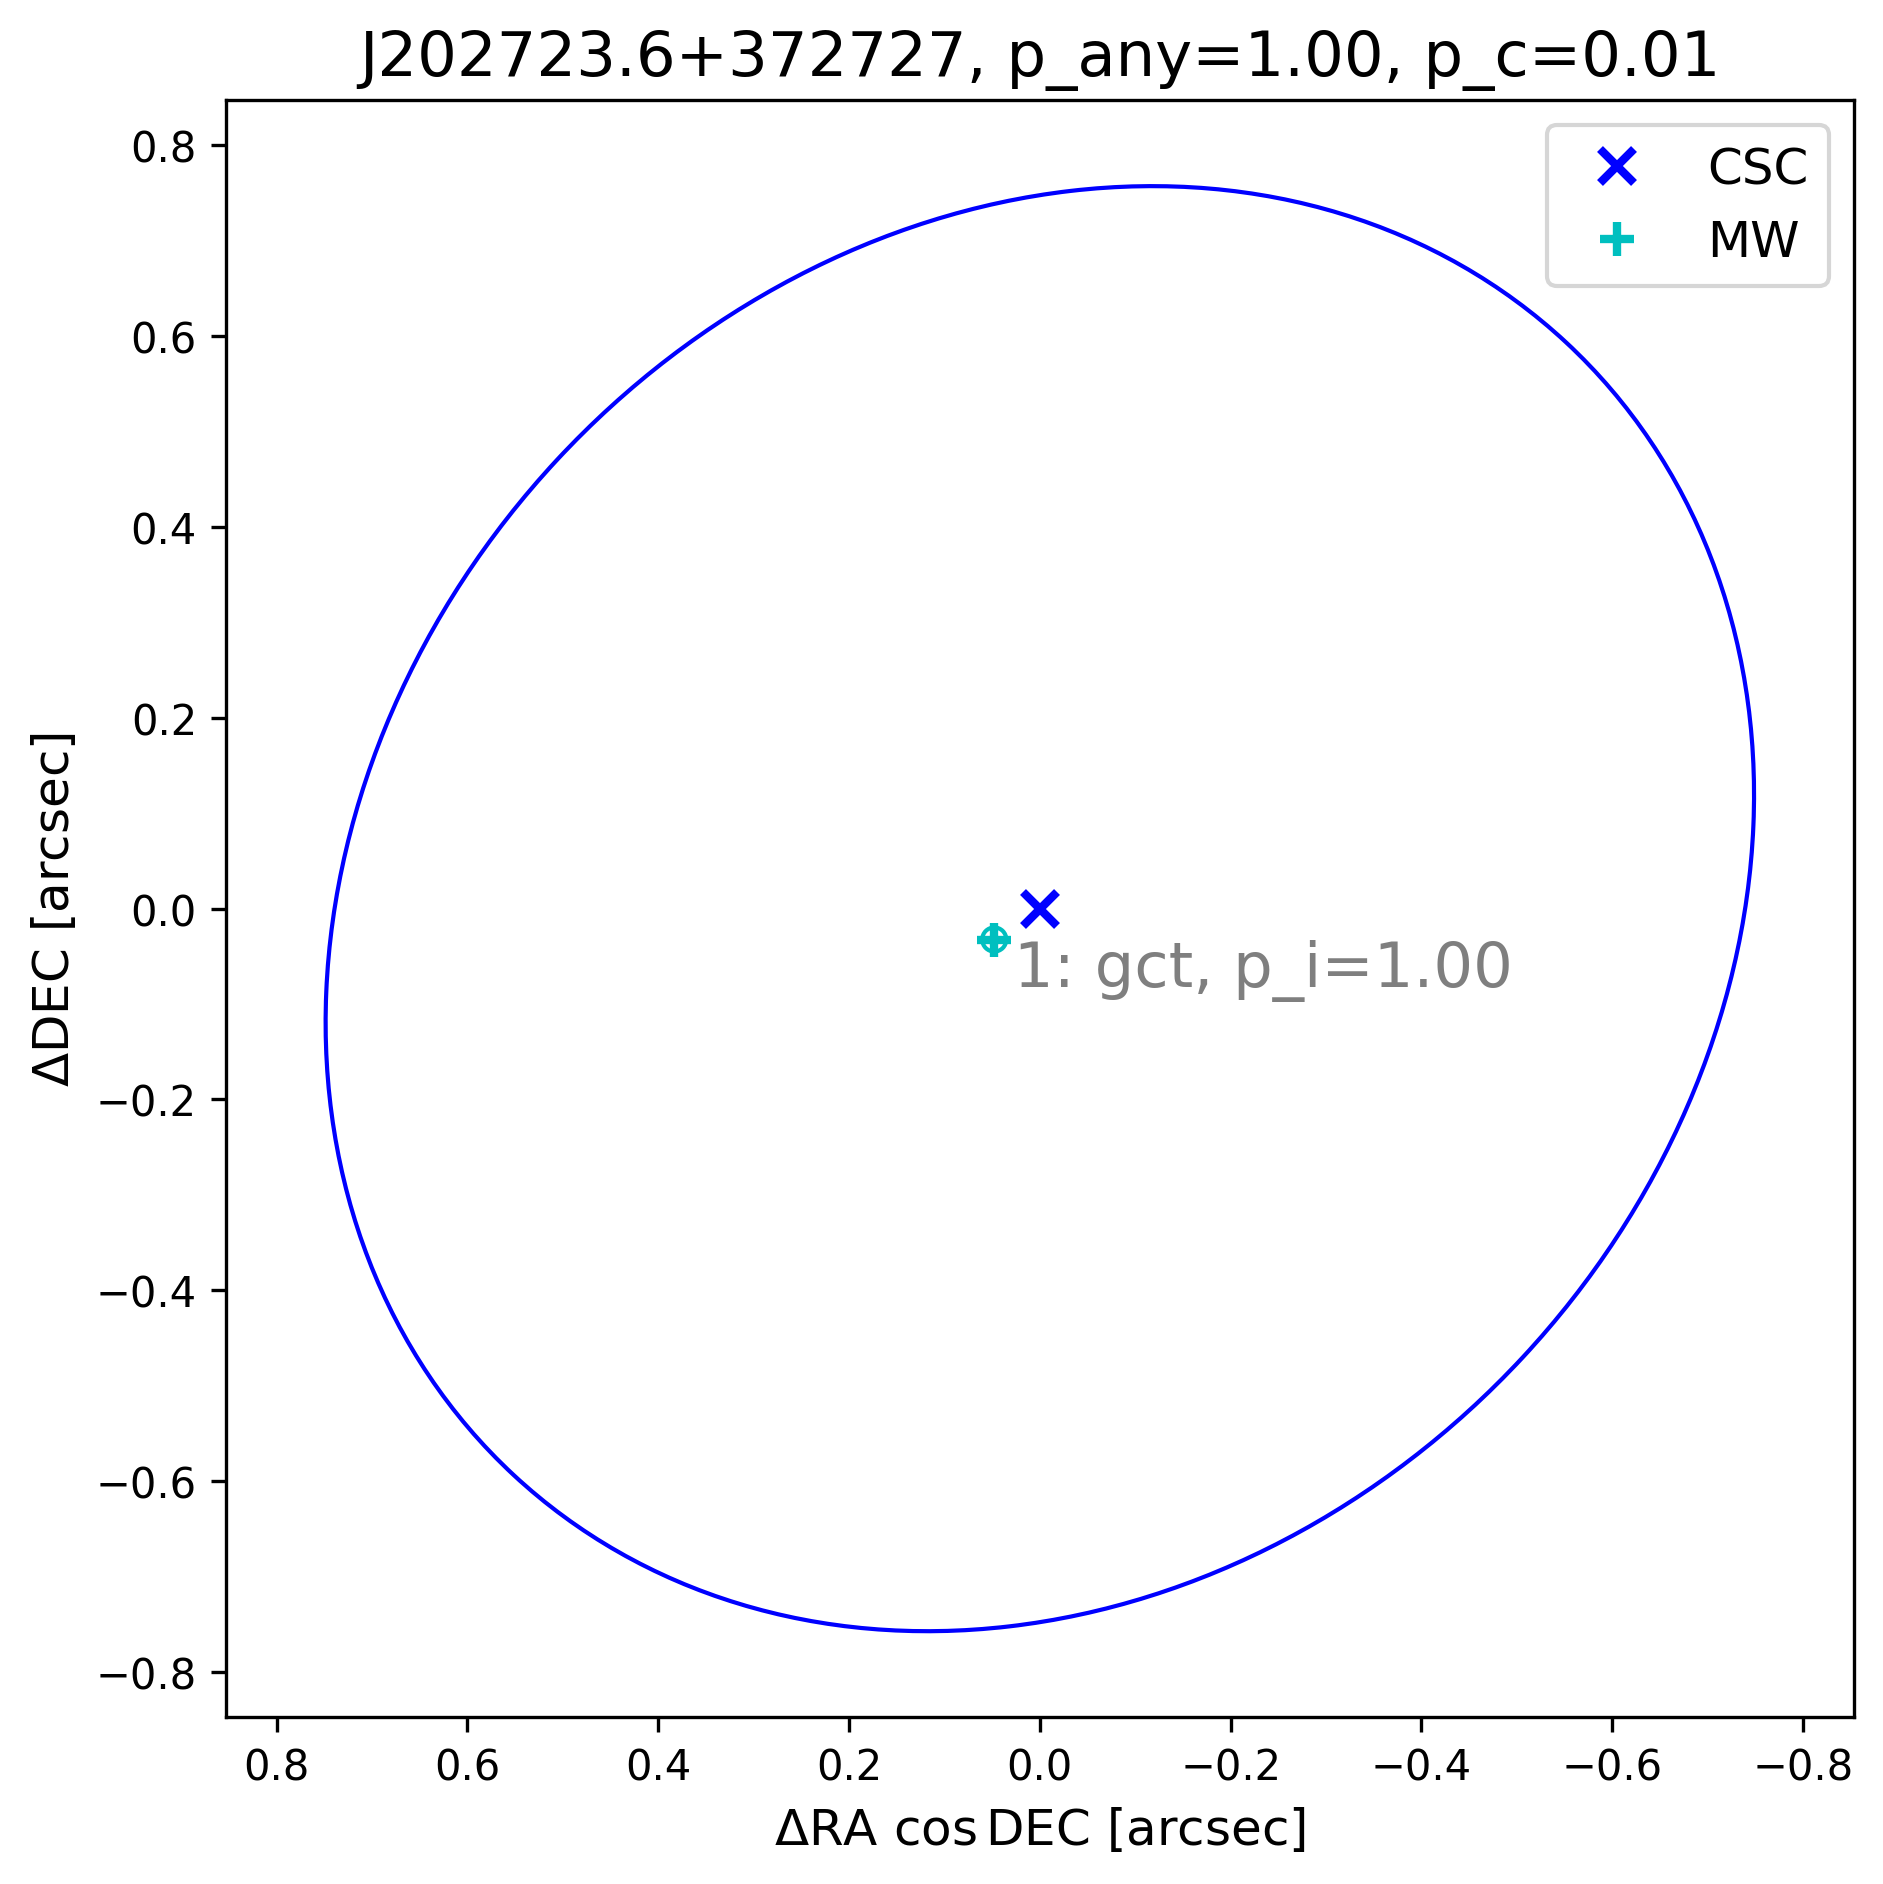 J202723.6+372727, p_any=1.00, p_c=0.01
CSC
MW
0.8
0.6
0.4
0.2
0.0
−0.2
−0.4
−0.6
−0.8
ΔDEC [arcsec]
1: gct, p_i=1.00
0.8 0.6 0.4 0.2 0.0 −0.2 −0.4 −0.6 −0.8
ΔRA cos DEC [arcsec]